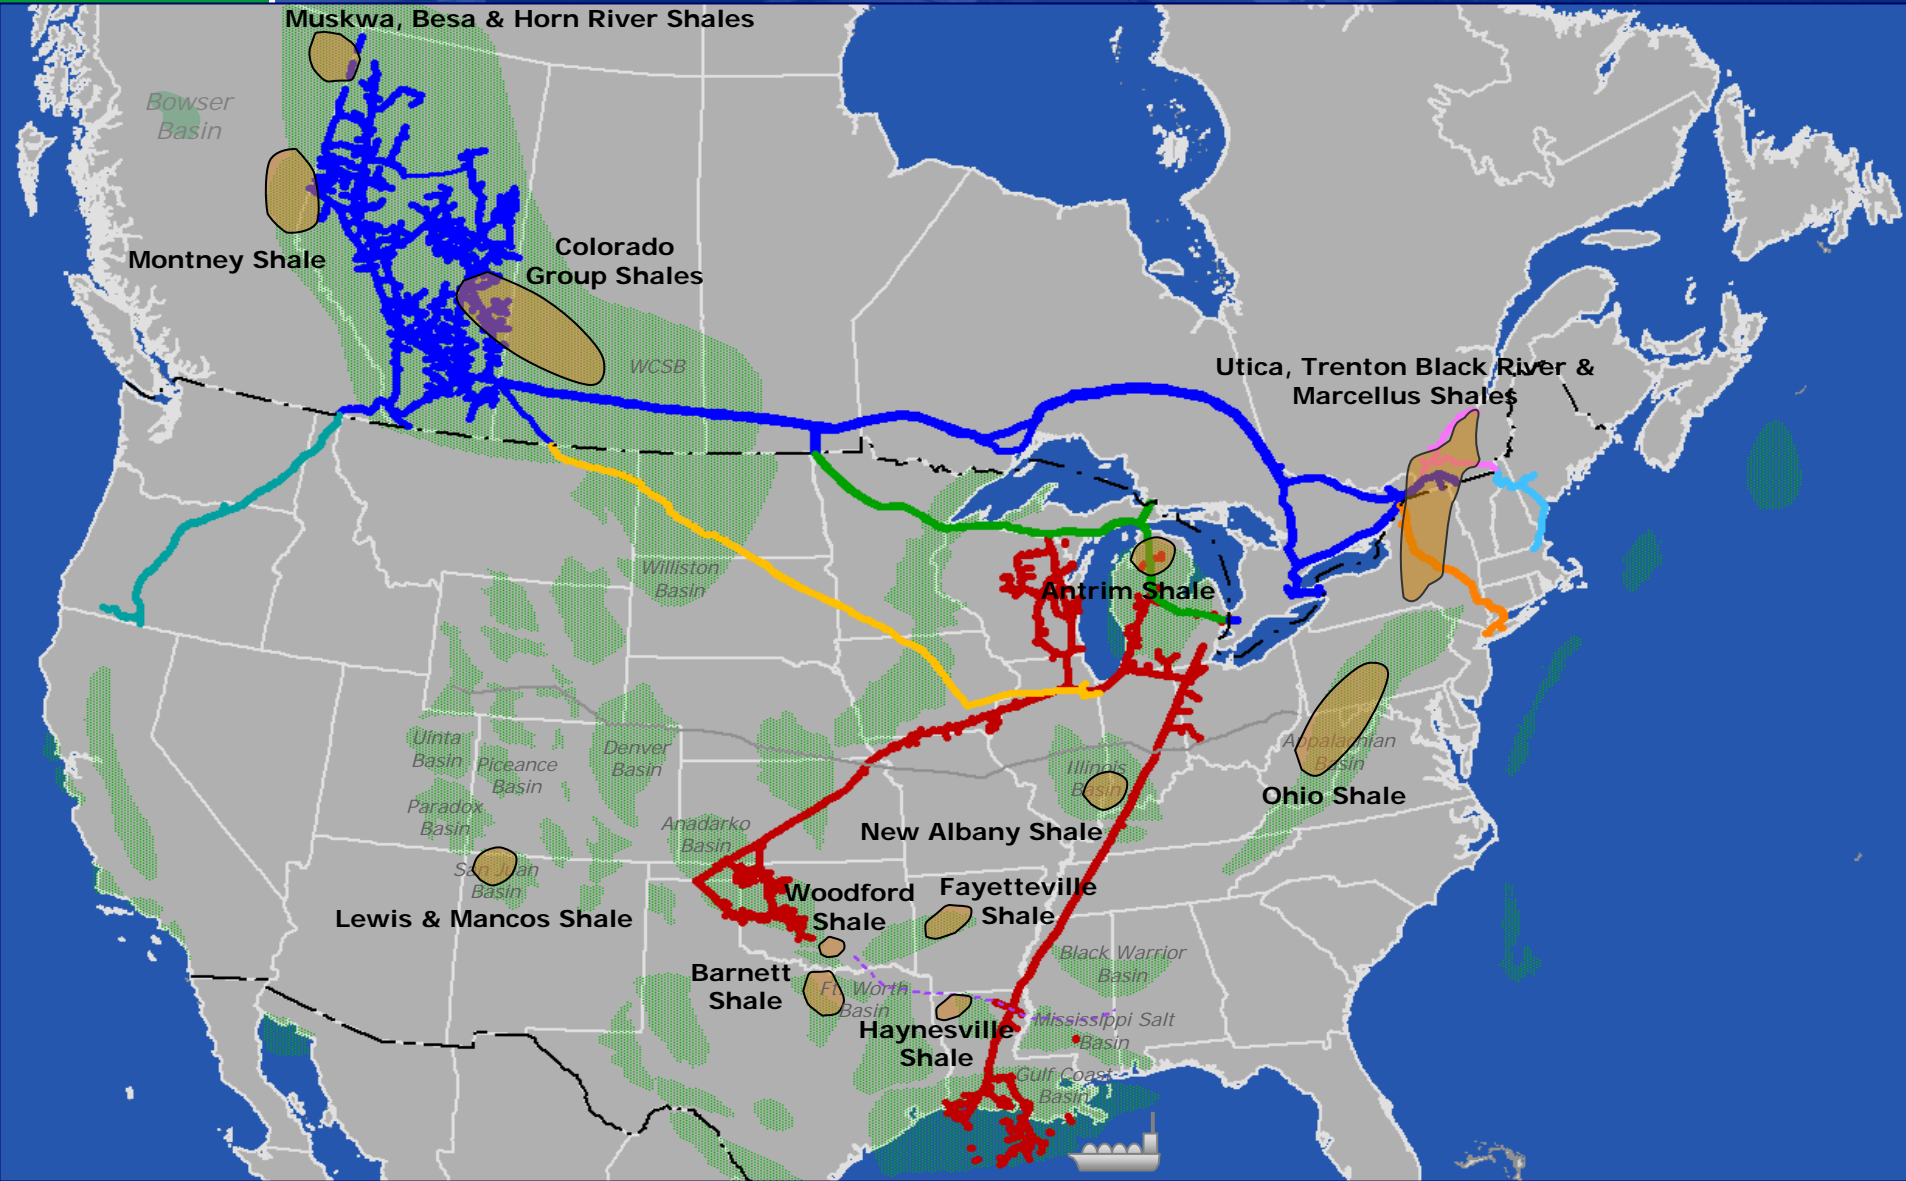 Muskwa, Besa & Horn River Shales
Bowser
Basin
Montney Shale
Colorado
Group Shales
WCSB
Utica, Trenton Black River &
Marcellus Shales
Williston
Basin
Antrim Shale
Uinta
Basin
Piceance
Basin
Denver
Basin
Paradox
Basin
Anadarko
Basin
Illinois
Basin
Appalachian
Basin
Ohio Shale
New Albany Shale
San Juan
Basin
Lewis & Mancos Shale
Woodford
Shale
Fayetteville
Shale
Barnett
Shale
Ft. Worth
Basin
Black Warrior
Basin
Haynesville
Shale
Mississippi Salt
Basin
Gulf Coast
Basin